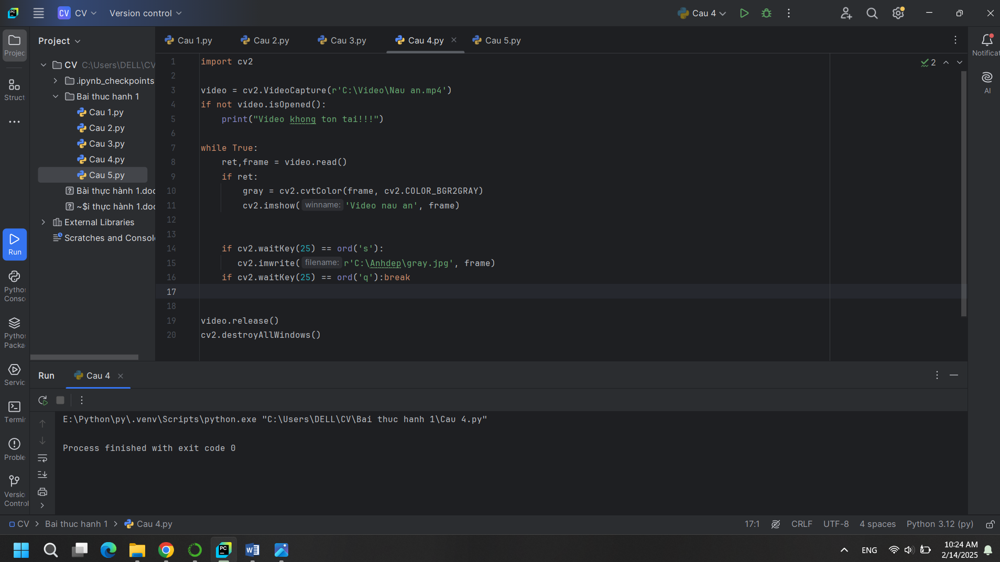 CV CV Version control Cau 4
Project
Cau 1.py Cau 2.py Cau 3.py Cau 4.py Cau 5.py
Projec
Struct
Run
Python
Conso
Python
Packa
Servic
Termir
Proble
Versio
Control
CV C:\Users\DELL\CV
.ipynb_checkpoints
Bai thuc hanh 1
Cau 1.py
Cau 2.py
Cau 3.py
Cau 4.py
Cau 5.py
Bài thực hành 1.doc
~$i thực hành 1.doc
External Libraries
Scratches and Consol
1 import cv2
2
3 video = cv2.VideoCapture(r'C:\Video\Nau an.mp4')
4 if not video.isOpened():
5 print("Video khong ton tai!!!")
6
7 while True:
8 ret,frame = video.read()
9 if ret:
10 gray = cv2.cvtColor(frame, cv2.COLOR_BGR2GRAY)
11 cv2.imshow( winname: 'Video nau an', frame)
12
13
14 if cv2.waitKey(25) == ord('s'):
15 cv2.imwrite( filename: r'C:\Anhdep\gray.jpg', frame)
16 if cv2.waitKey(25) == ord('q'):break
17
18
19 video.release()
20 cv2.destroyAllWindows()
2
Notificat
AI
Run Cau 4
E:\Python\py\.venv\Scripts\python.exe "C:\Users\DELL\CV\Bai thuc hanh 1\Cau 4.py"
Process finished with exit code 0
CV > Bai thuc hanh 1 > Cau 4.py 17:1 CRLF UTF-8 4 spaces Python 3.12 (py)
ENG 10:24 AM
2/14/2025